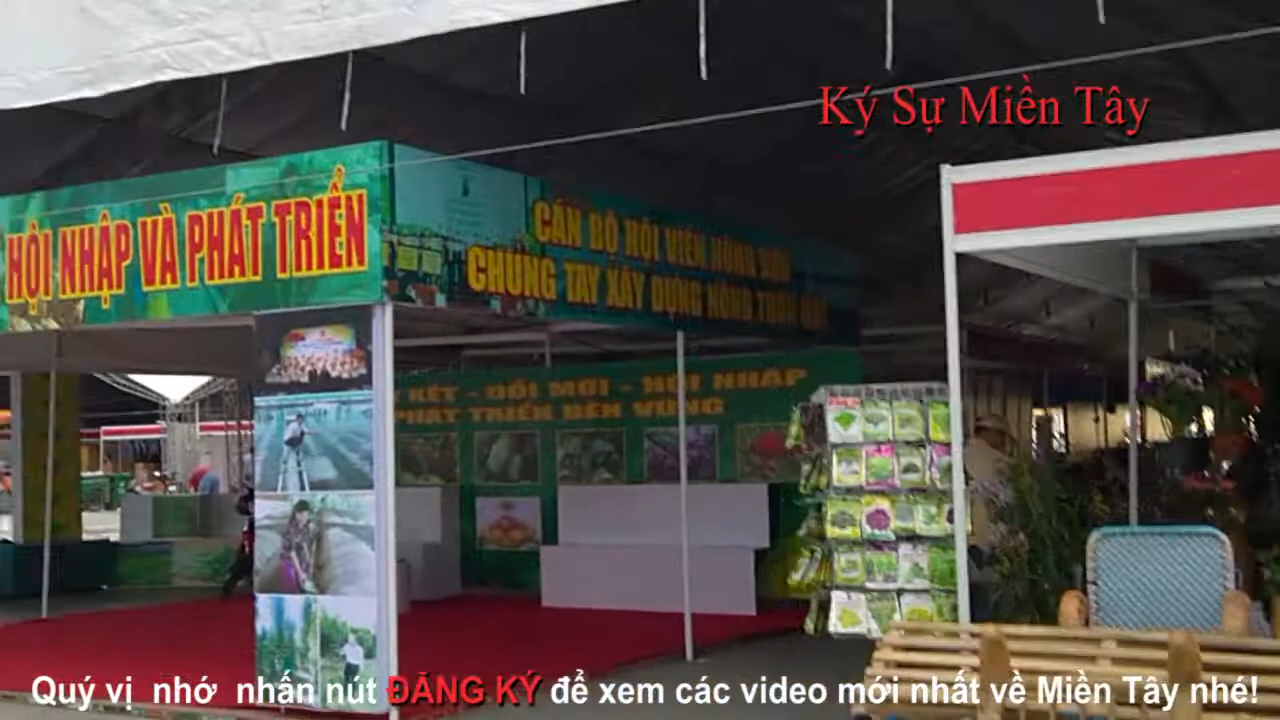 Ký Sự Miền Tây
HỘI NHẬP VÀ PHÁT TRIỂN
CÁN BỘ HỘI VIÊN NÔNG DÂN
CHUNG TAY XÂY DỰNG NÔNG THÔN
KẾT - ĐỔI MỚI - HỘI NHẬP
PHÁT TRIỂN BỀN VỮNG
Quý vị nhớ nhấn nút ĐĂNG KÝ để xem các video mới nhất về Miền Tây nhé!